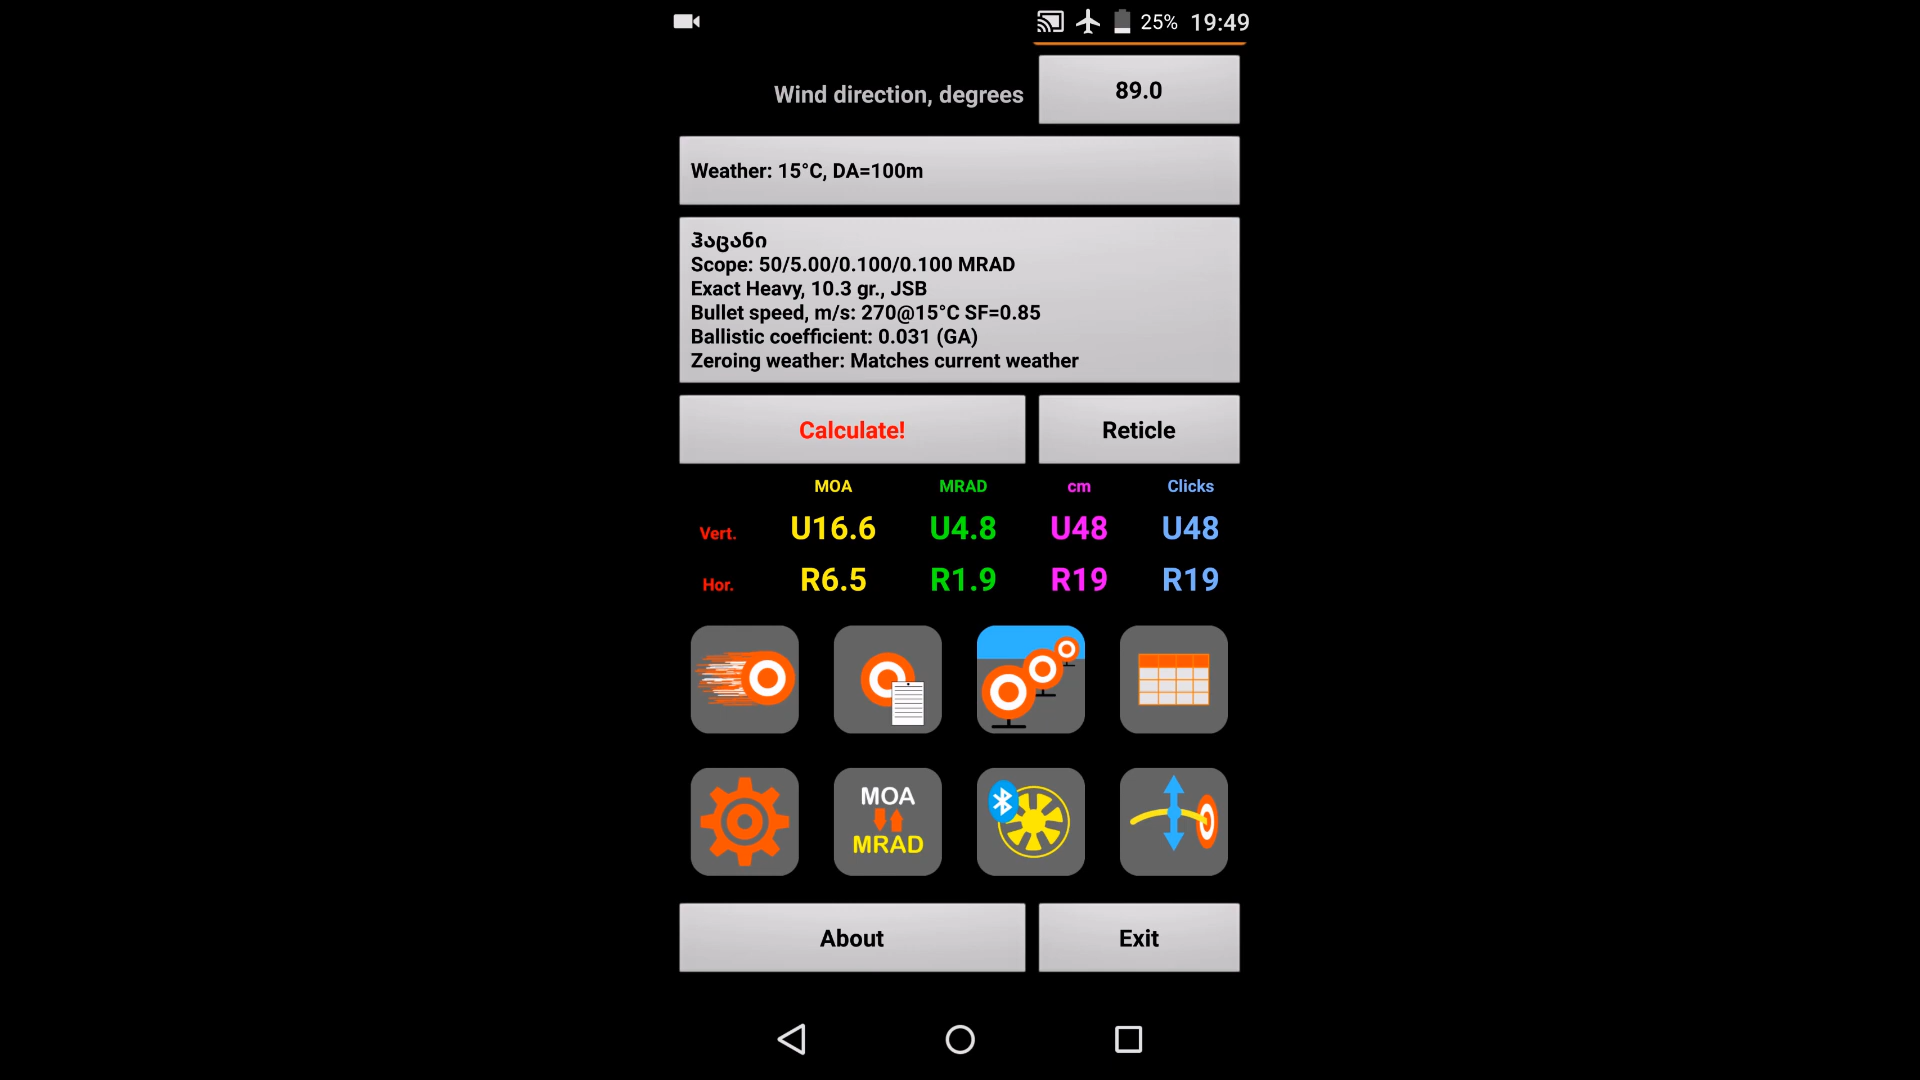 25% 19:49
Wind direction, degrees 89.0
Weather: 15°C, DA=100m
ჰაცანი
Scope: 50/5.00/0.100/0.100 MRAD
Exact Heavy, 10.3 gr., JSB
Bullet speed, m/s: 270@15°C SF=0.85
Ballistic coefficient: 0.031 (GA)
Zeroing weather: Matches current weather
Calculate! Reticle
MOA MRAD cm Clicks
Vert. U16.6 U4.8 U48 U48
Hor. R6.5 R1.9 R19 R19
MOA
MRAD
About Exit